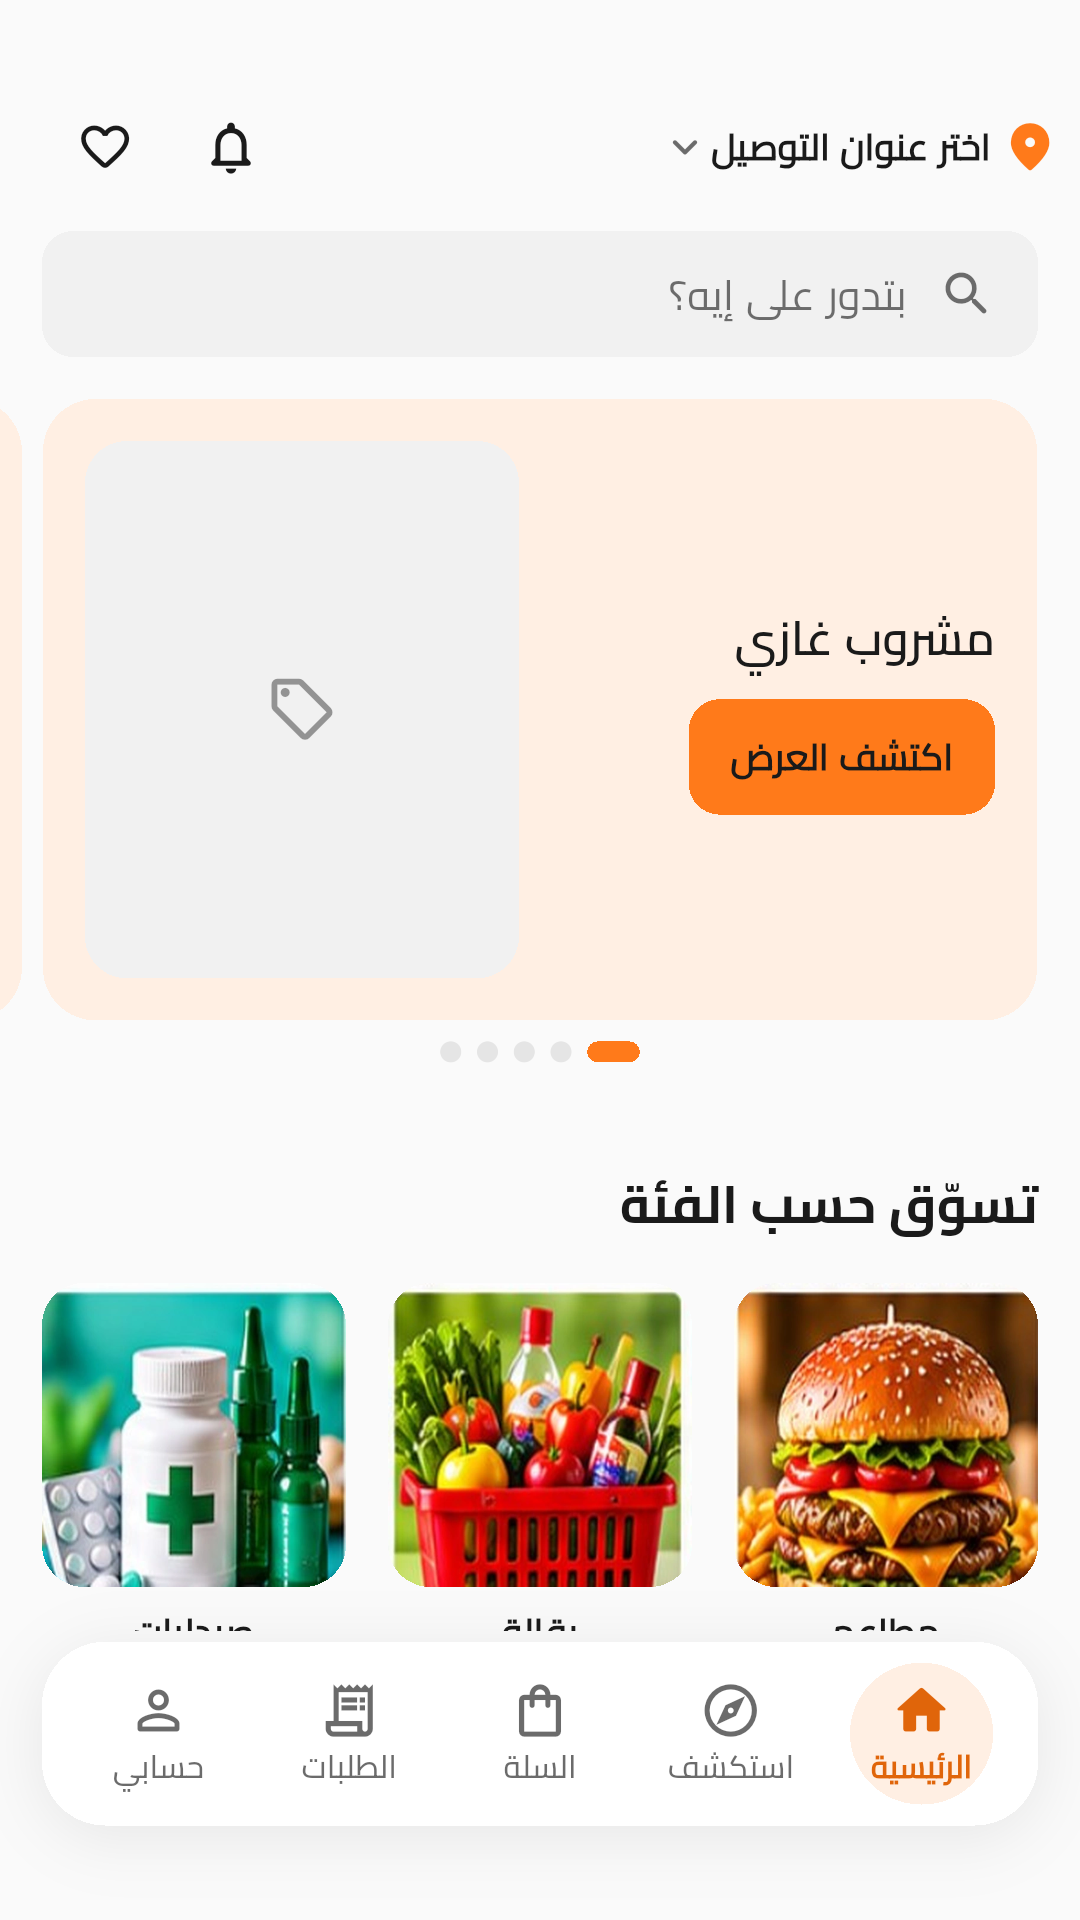 اختر عنوان التوصيل
بتدور على إيه؟
مشروب غازي
اكتشف العرض
تسوّق حسب الفئة
الرئيسية
استكشف
السلة
الطلبات
حسابي